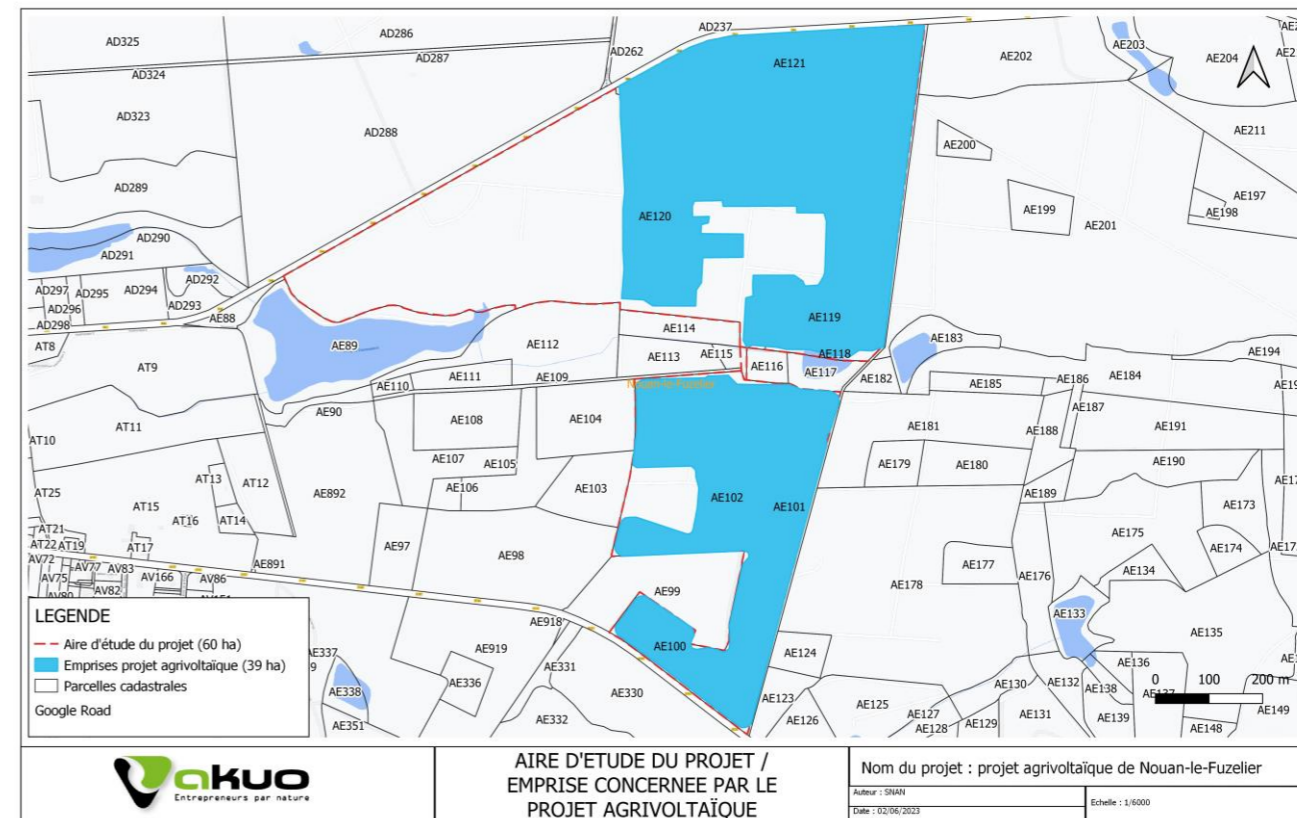 AD325
AD286
AD237
AD287
AD262
AE121
AE202
AE203
AE204
AD324
AD323
AD288
AE211
AE200
AD289
AE197
AE199
AE198
AE120
AE201
AD290
AD291
AD292
AD297
AD295
AD294
AD293
AD296
AD298
AE88
AE119
AE114
AE183
AT8
AE89
AE112
AE118
AE194
AT9
AE113
AE115
AE116
AE117
AE182
AE184
AE110
AE111
AE109
AE185
AE186
Nouan-le-Fuzelier
AE90
AE187
AE108
AE104
AT11
AE181
AE188
AE191
AT10
AE107
AE105
AE179
AE180
AE190
AT13
AT12
AE106
AE103
AE102
AE101
AE189
AT25
AE892
AT15
AT16
AT14
AE173
AT21
AT22
AT19
AT17
AE97
AE98
AE175
AE174
AV72
AV77
AV83
AE891
AV75
AV166
AV86
AE178
AE177
AE176
AE134
AV82
AE99
AE133
AE135
AE918
AE100
AE124
AE337
AE919
AE331
AE136
AE338
AE336
AE330
AE130
AE132
AE138
AE123
AE125
AE351
AE332
AE126
AE127
AE128
AE129
AE131
AE139
AE149
AE148
LEGENDE
Aire d'étude du projet (60 ha)
Emprises projet agrivoltaïque (39 ha)
Parcelles cadastrales
Google Road
0 100 200 m
akuo
Entrepreneurs par nature
AIRE D'ETUDE DU PROJET /
EMPRISE CONCERNEE PAR LE
PROJET AGRIVOLTAÏQUE
Nom du projet : projet agrivoltaïque de Nouan-le-Fuzelier
Auteur : SNAN
Date : 02/06/2023
Echelle : 1/6000